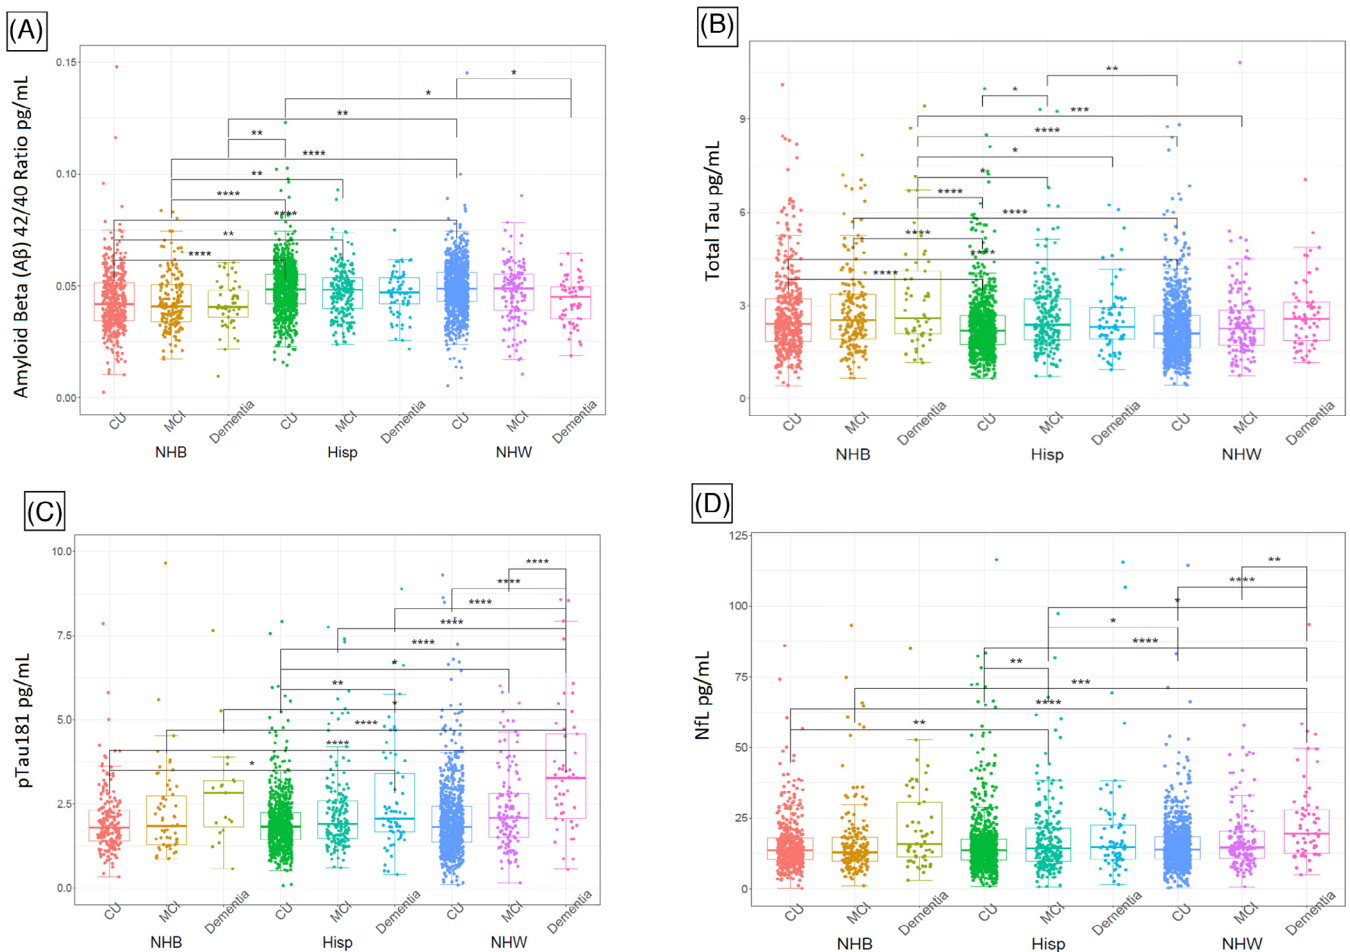 (A)
Amyloid Beta (Aβ) 42/40 Ratio pg/mL
0.15
0.10
0.05
0.00
*
*
**
**
****
**
****
****
**
****
CU
MCI
Dementia
CU
MCI
Dementia
CU
MCI
Dementia
NHB
Hisp
NHW
(B)
Total Tau pg/mL
9
6
3
0
**
*
***
****
*
*
****
****
****
****
****
CU
MCI
Dementia
CU
MCI
Dementia
CU
MCI
Dementia
NHB
Hisp
NHW
(C)
pTau181 pg/mL
10.0
7.5
5.0
2.5
0.0
****
****
****
****
****
*
**
*
****
****
*
CU
MCI
Dementia
CU
MCI
Dementia
CU
MCI
Dementia
NHB
Hisp
NHW
(D)
NfL pg/mL
125
100
75
50
25
0
**
****
*
*
****
**
***
****
**
CU
MCI
Dementia
CU
MCI
Dementia
CU
MCI
Dementia
NHB
Hisp
NHW